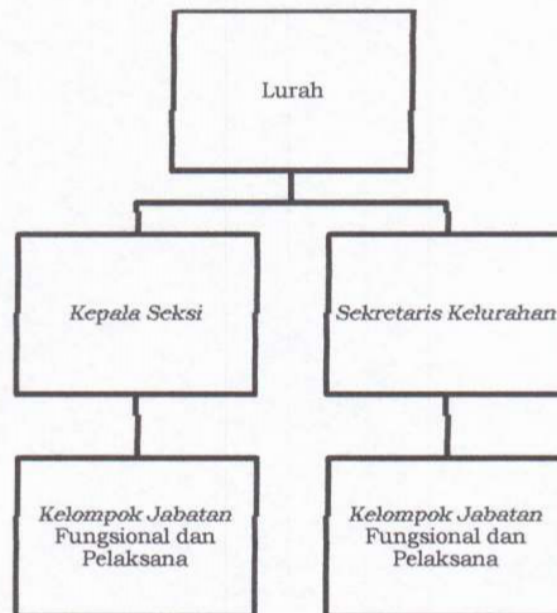 Lurah
Kepala Seksi
Sekretaris Kelurahan
Kelompok Jabatan
Fungsional dan
Pelaksana
Kelompok Jabatan
Fungsional dan
Pelaksana